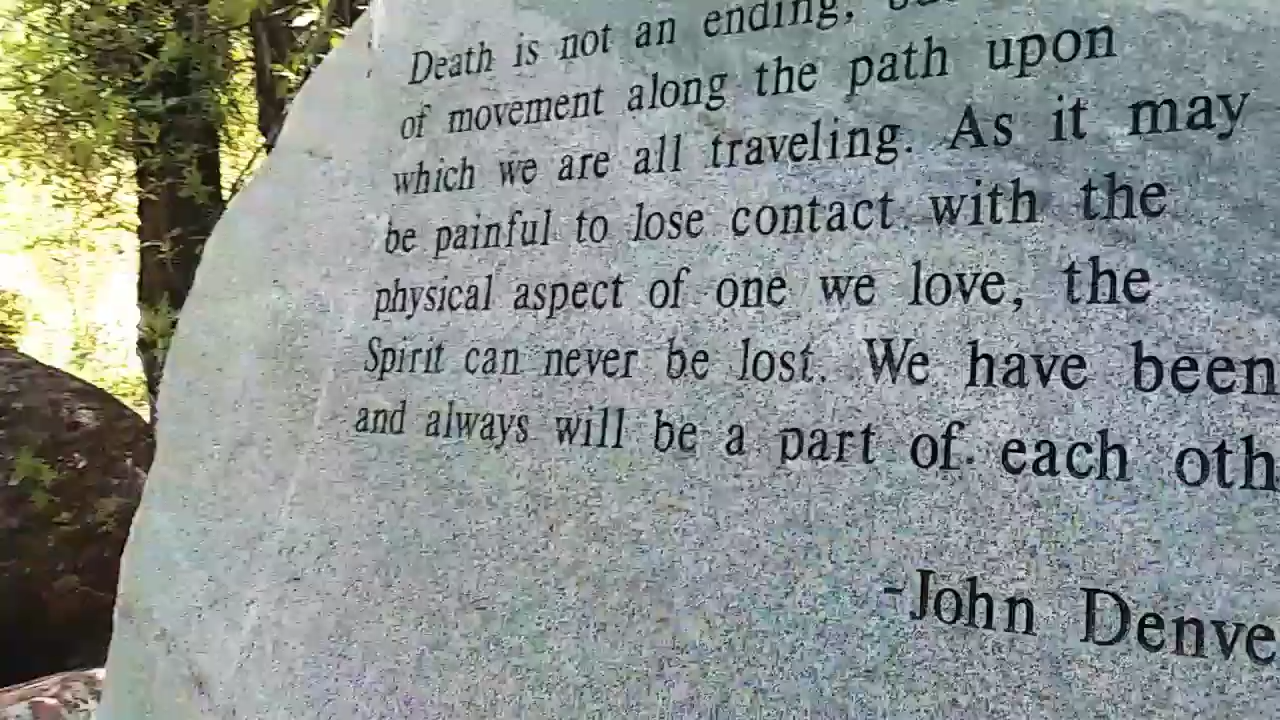 Death is not an ending,
of movement along the path upon
which we are all traveling. As it may
be painful to lose contact with the
physical aspect of one we love, the
Spirit can never be lost. We have been
and always will be a part of each oth
-John Denve